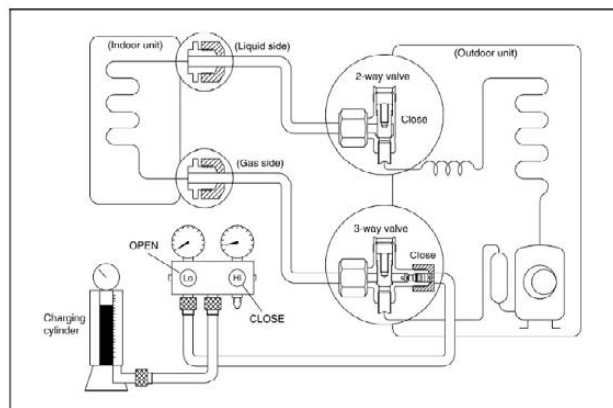 (Indoor unit)
(Liquid side)
(Outdoor unit)
2-way valve
Close
(Gas side)
3-way valve
Close
OPEN
Lo
Hi
CLOSE
Charging
cylinder